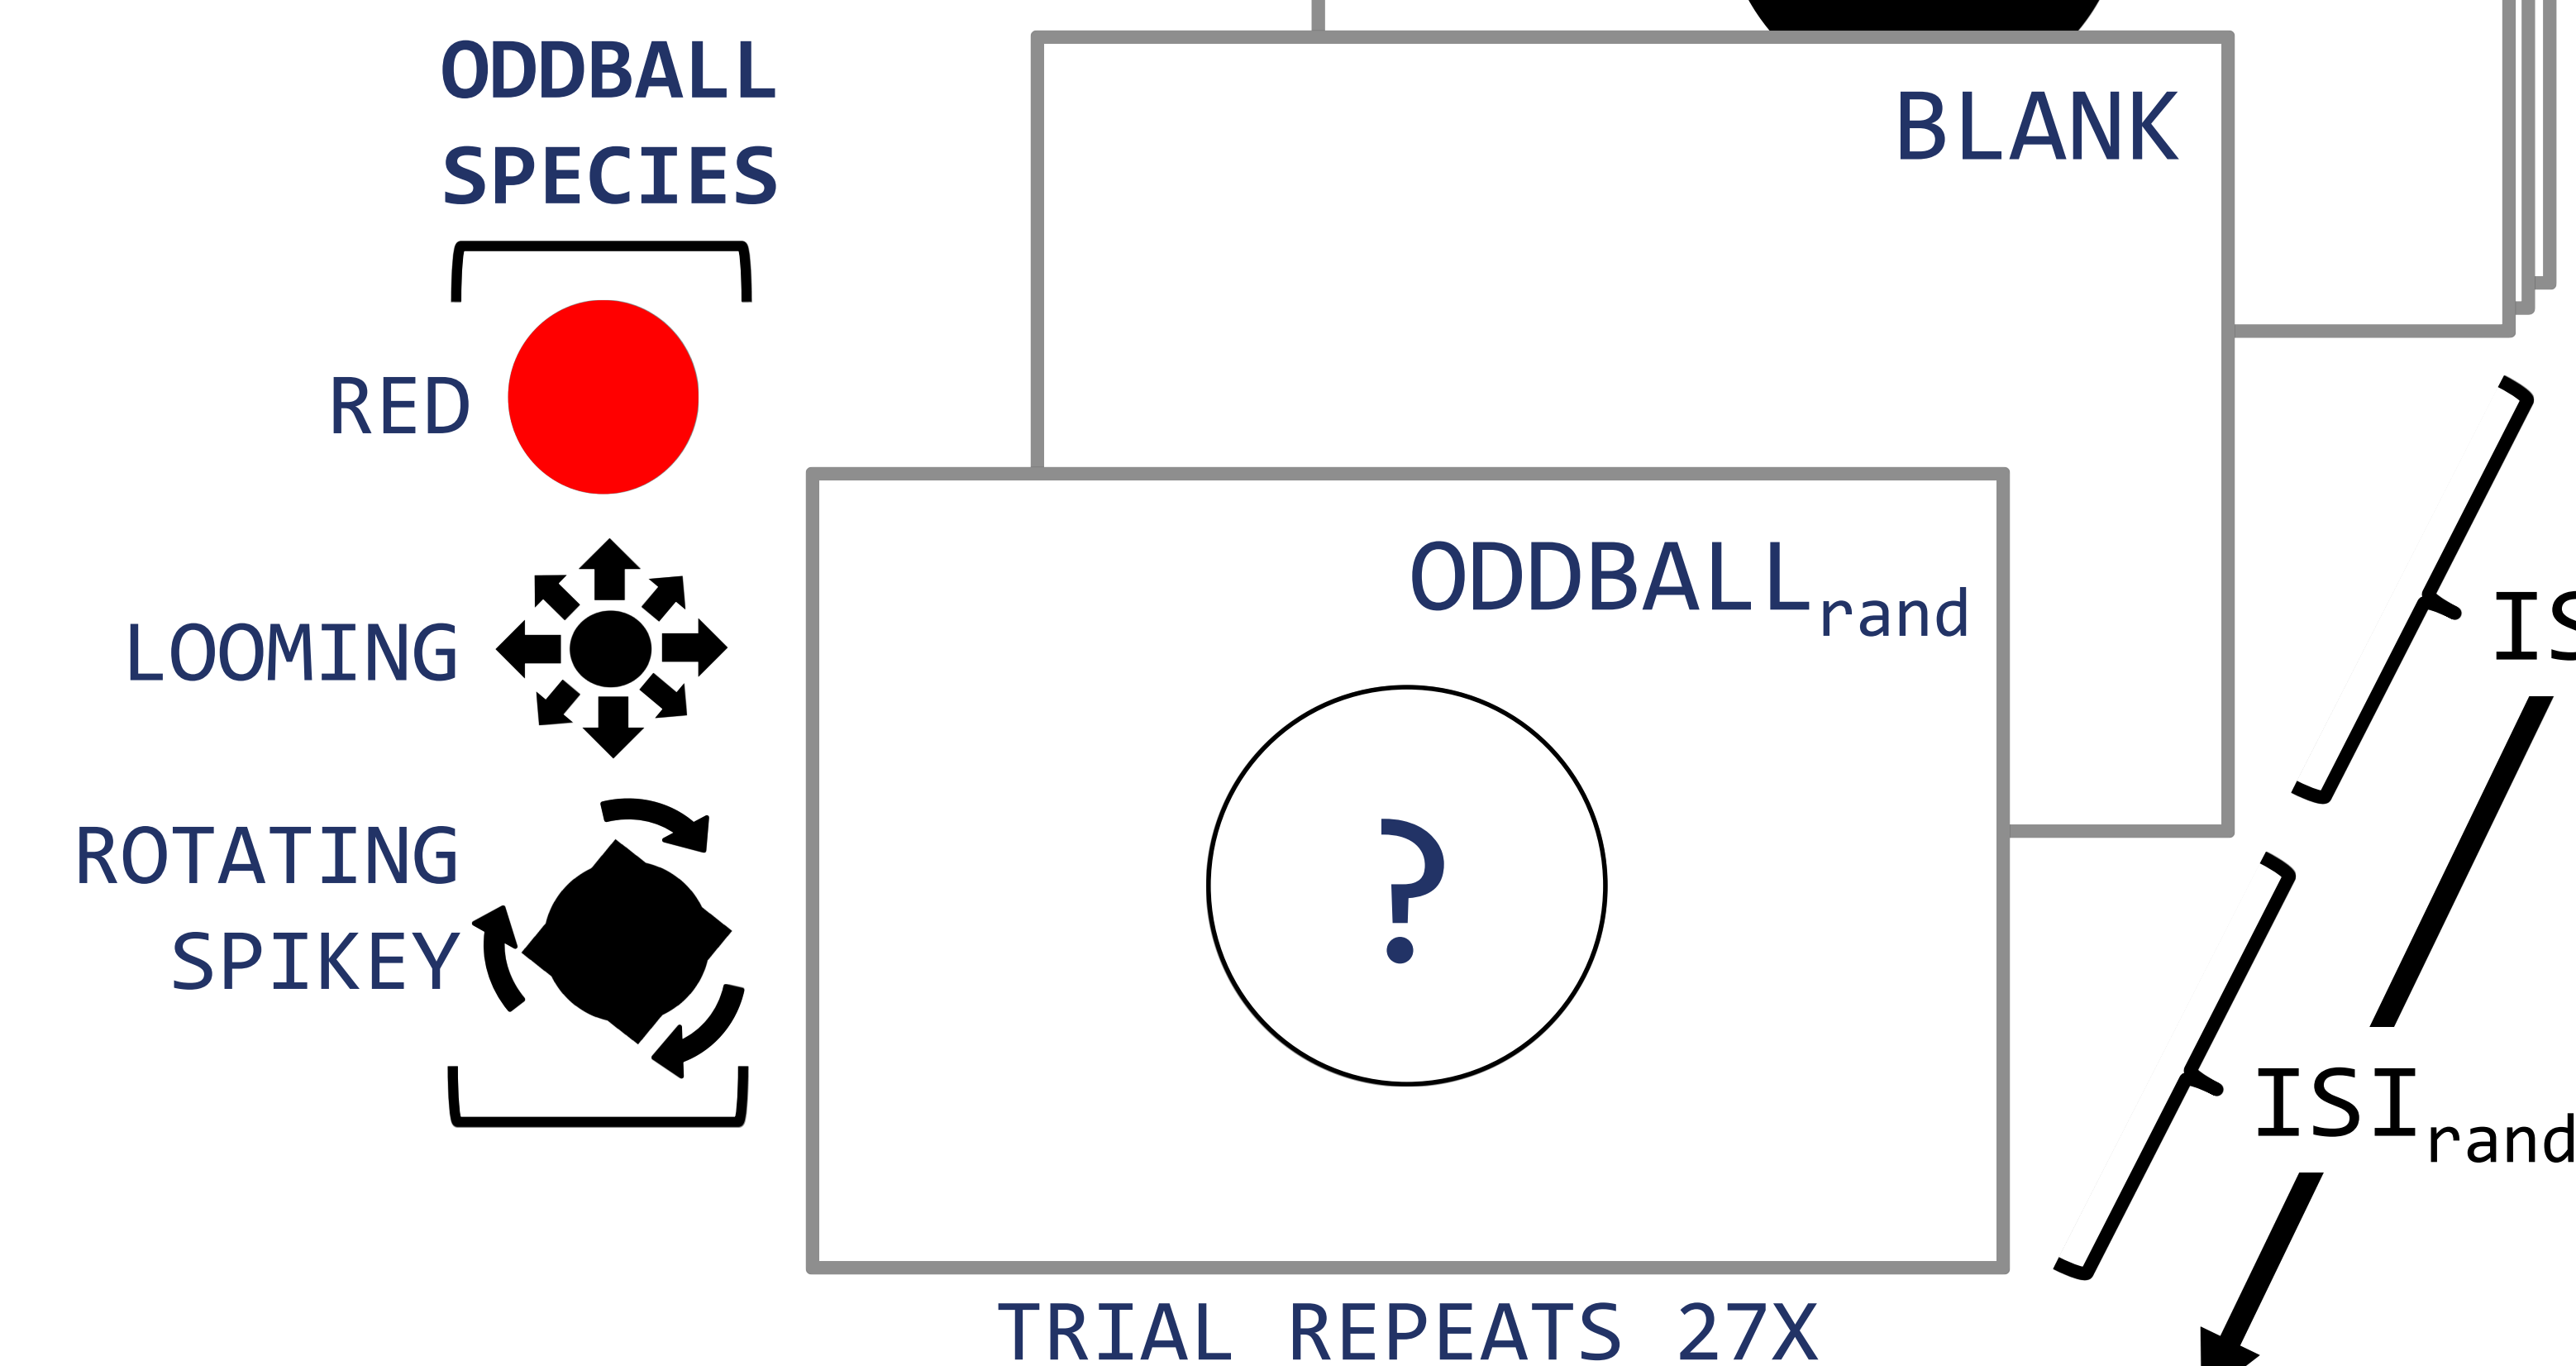 ODDBALL
SPECIES
BLANK
RED
ODDBALLrand
LOOMING
ROTATING
SPIKEY
?
ISIrand
TRIAL REPEATS 27X